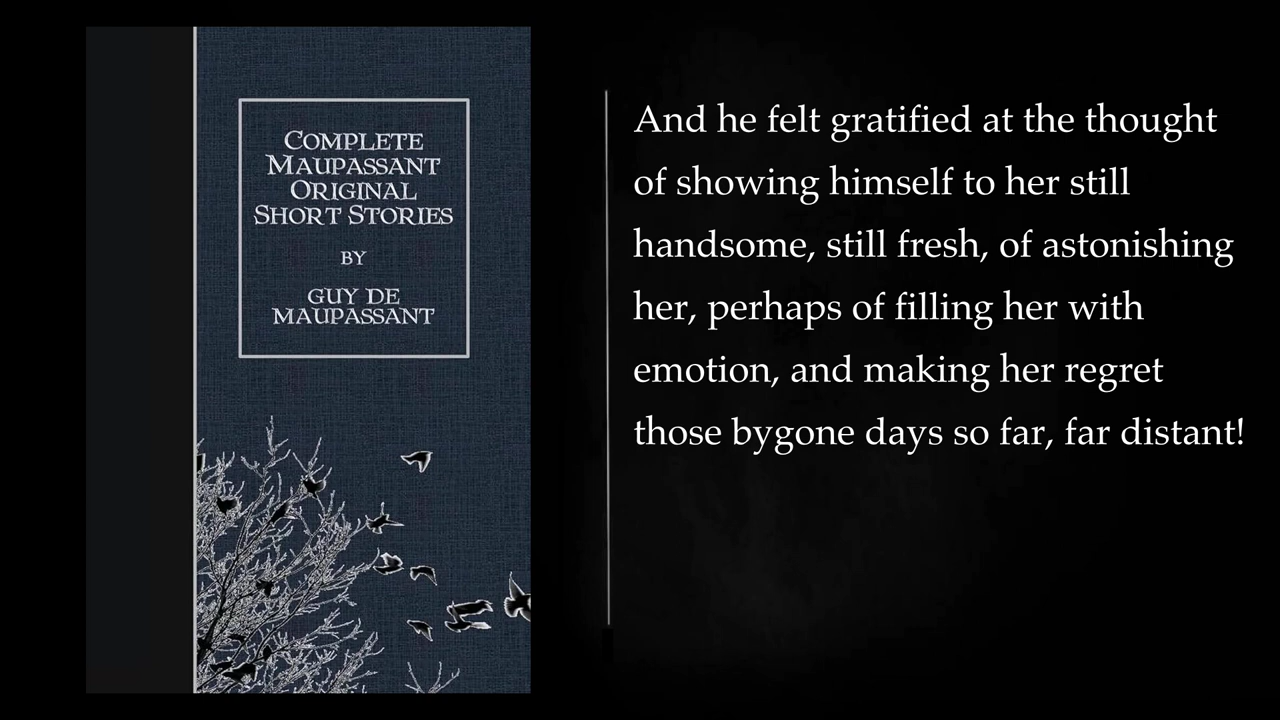 COMPLETE
MAUPASSANT
ORIGINAL
SHORT STORIES
BY
GUY DE
MAUPASSANT
And he felt gratified at the thought
of showing himself to her still
handsome, still fresh, of astonishing
her, perhaps of filling her with
emotion, and making her regret
those bygone days so far, far distant!